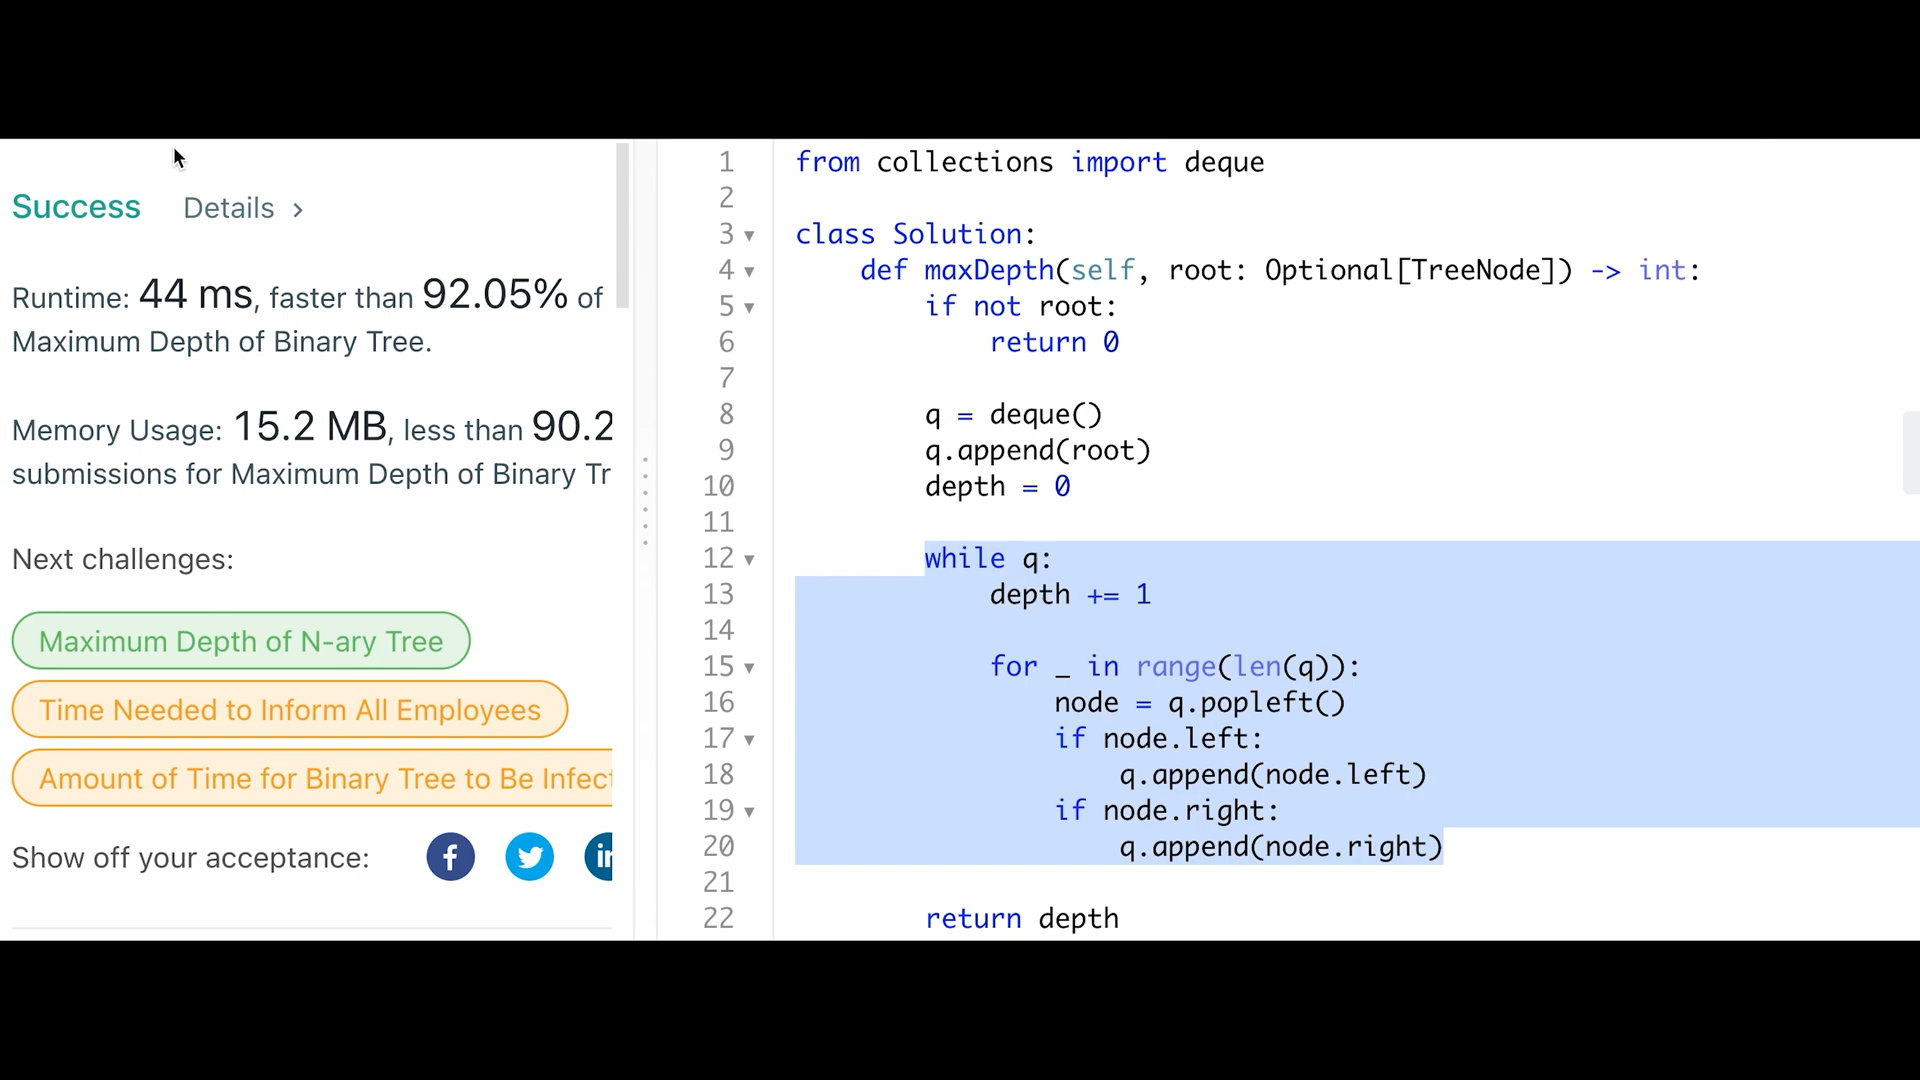 Success Details >
Runtime: 44 ms, faster than 92.05% of
Maximum Depth of Binary Tree.
Memory Usage: 15.2 MB, less than 90.2
submissions for Maximum Depth of Binary Tr
Next challenges:
Maximum Depth of N-ary Tree
Time Needed to Inform All Employees
Amount of Time for Binary Tree to Be Infect
Show off your acceptance: f in
1 from collections import deque
2
3 class Solution:
4 def maxDepth(self, root: Optional[TreeNode]) -> int:
5 if not root:
6 return 0
7
8 q = deque()
9 q.append(root)
10 depth = 0
11
12 while q:
13 depth += 1
14
15 for _ in range(len(q)):
16 node = q.popleft()
17 if node.left:
18 q.append(node.left)
19 if node.right:
20 q.append(node.right)
21
22 return depth